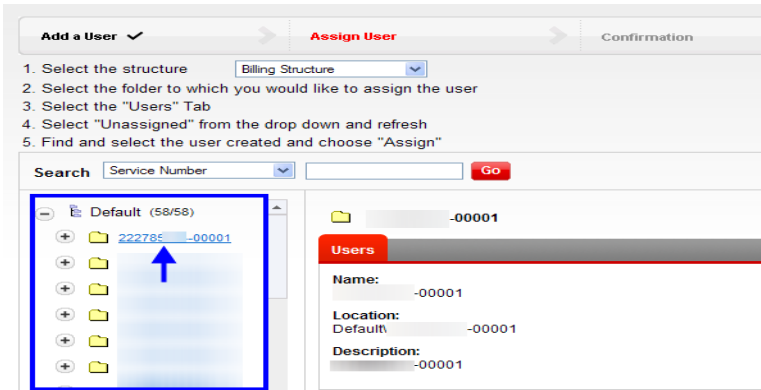 Add a User
Assign User
Confirmation
1. Select the structure Billing Structure
2. Select the folder to which you would like to assign the user
3. Select the "Users" Tab
4. Select "Unassigned" from the drop down and refresh
5. Find and select the user created and choose "Assign"
Search Service Number Go
Default (58/58)
-00001
-00001
Users
Name:
-00001
Location:
Default\ -00001
Description:
-00001